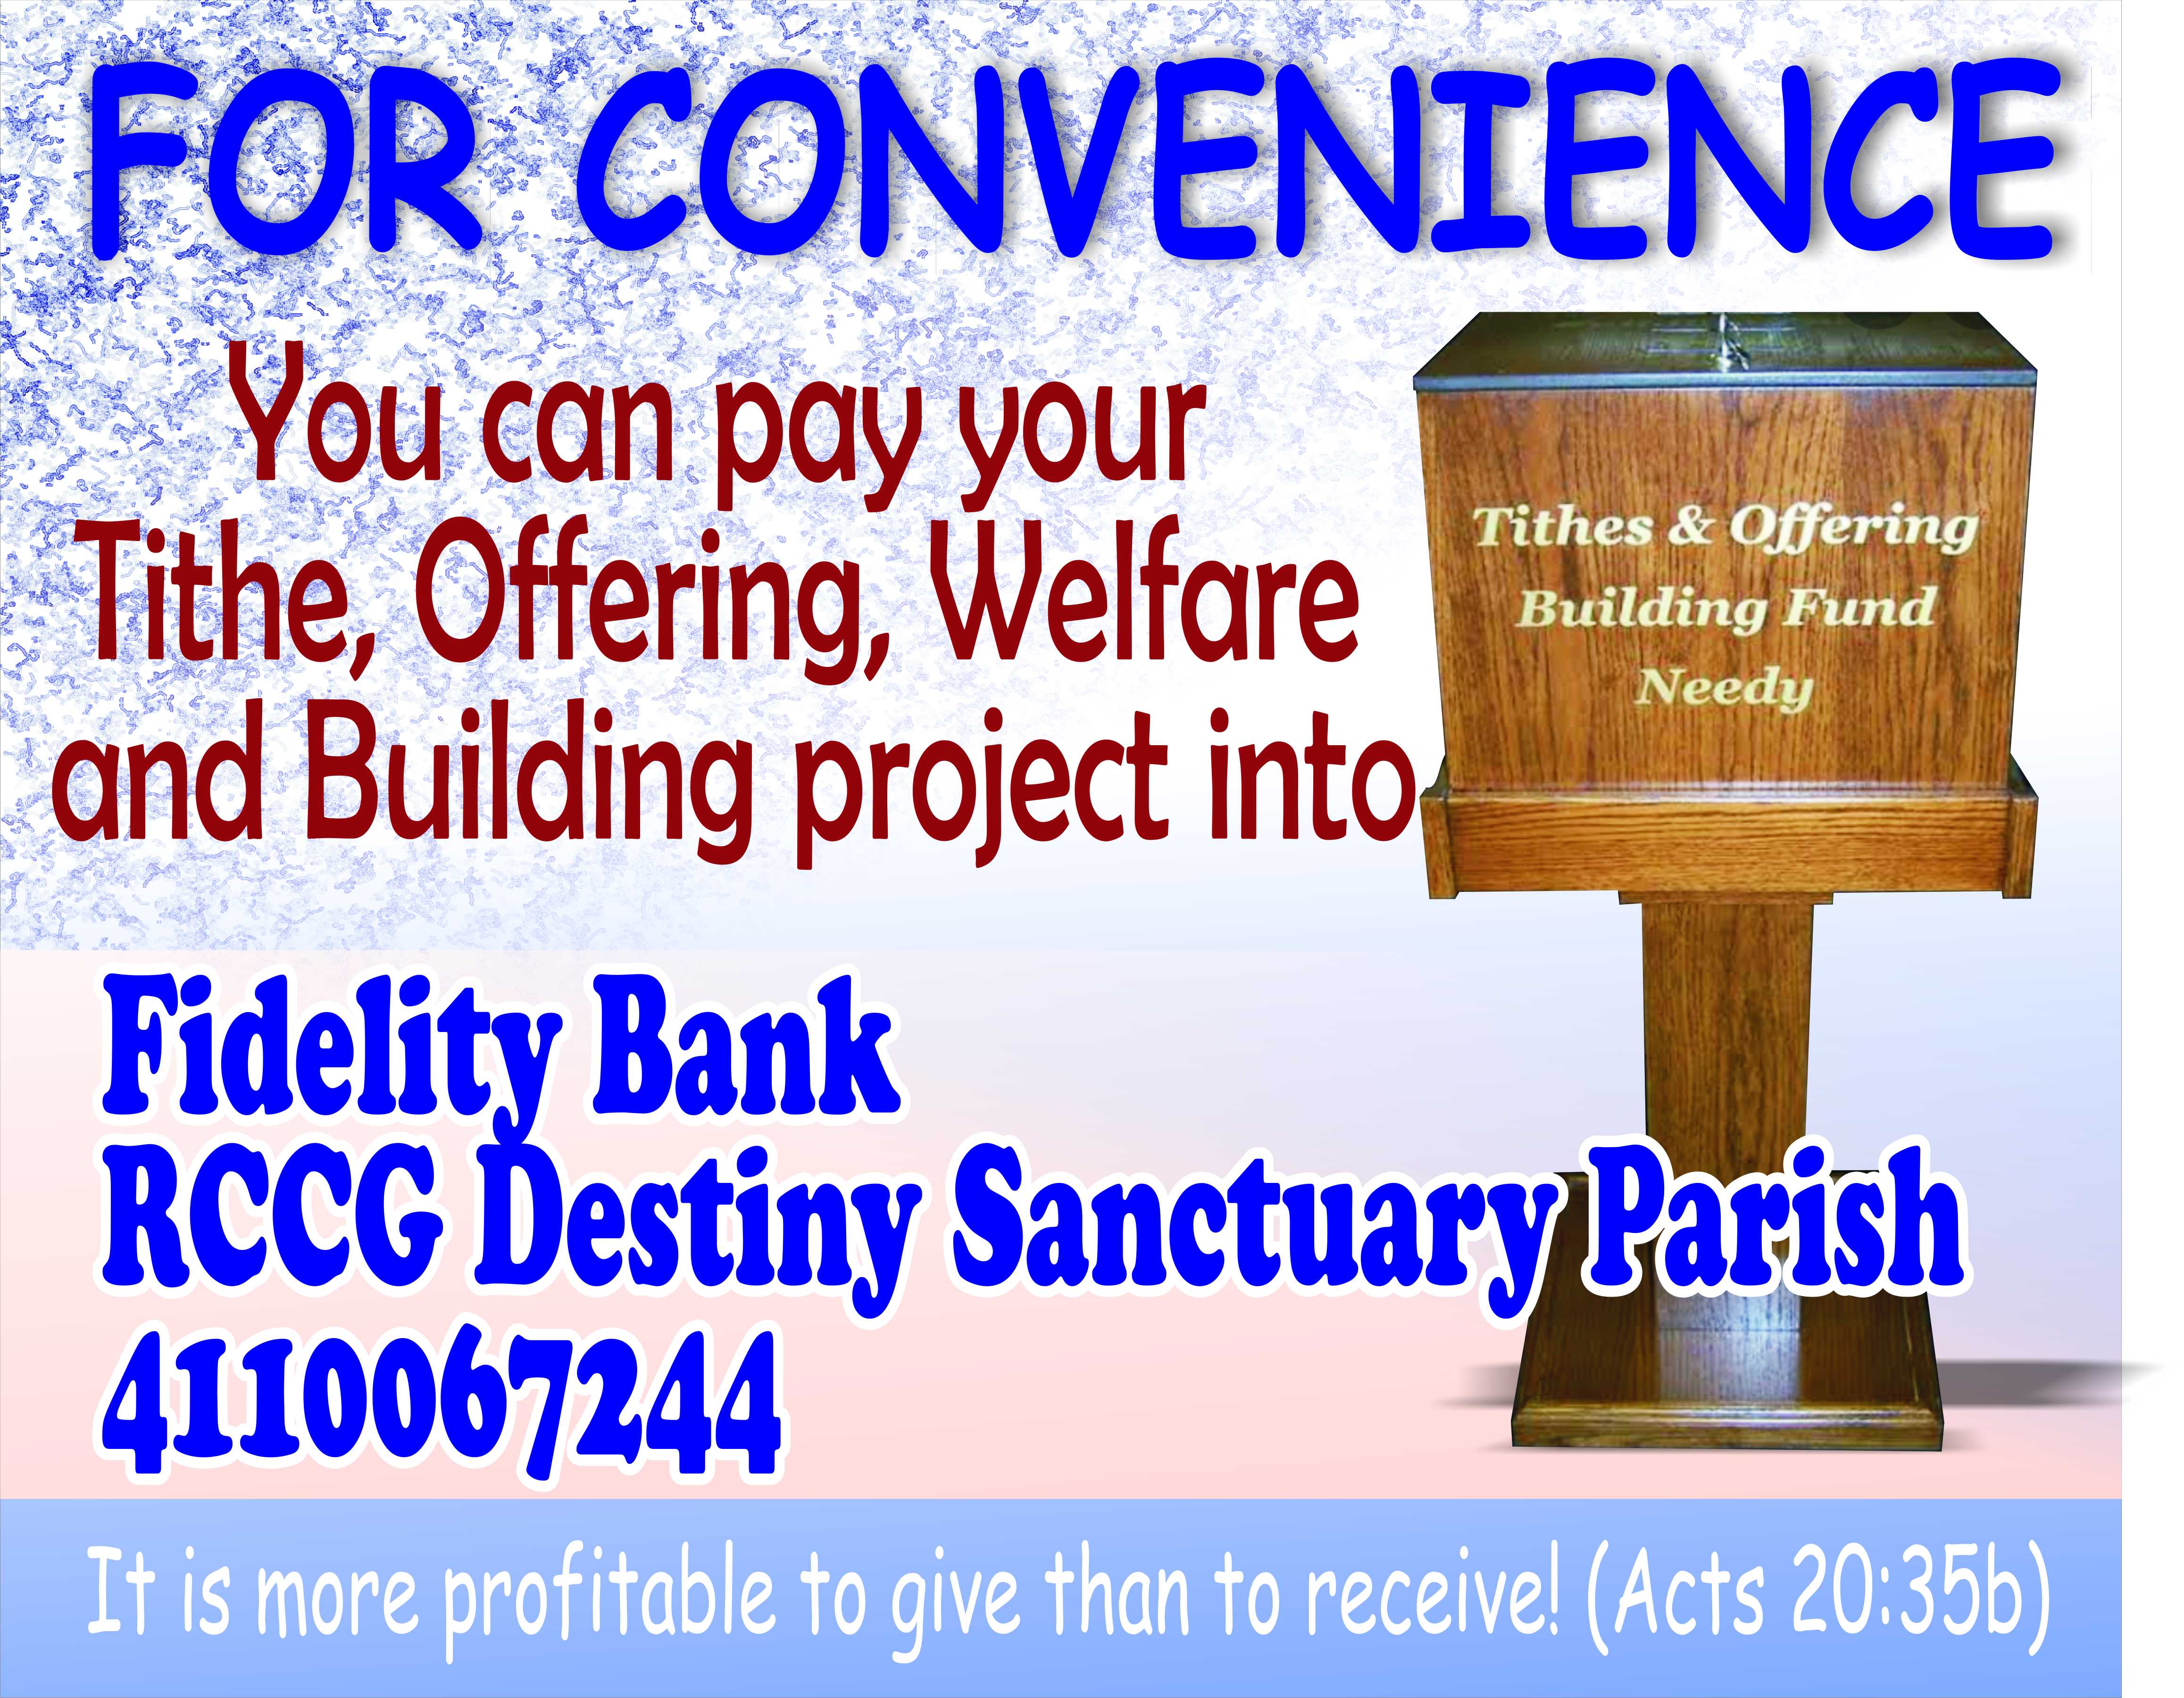 FOR CONVENIENCE
You can pay your
Tithe, Offering, Welfare
and Building project into
Tithes & Offering
Building Fund
Needy
Fidelity Bank
RCCG Destiny Sanctuary Parish
4110067244
It is more profitable to give than to receive! (Acts 20:35b)